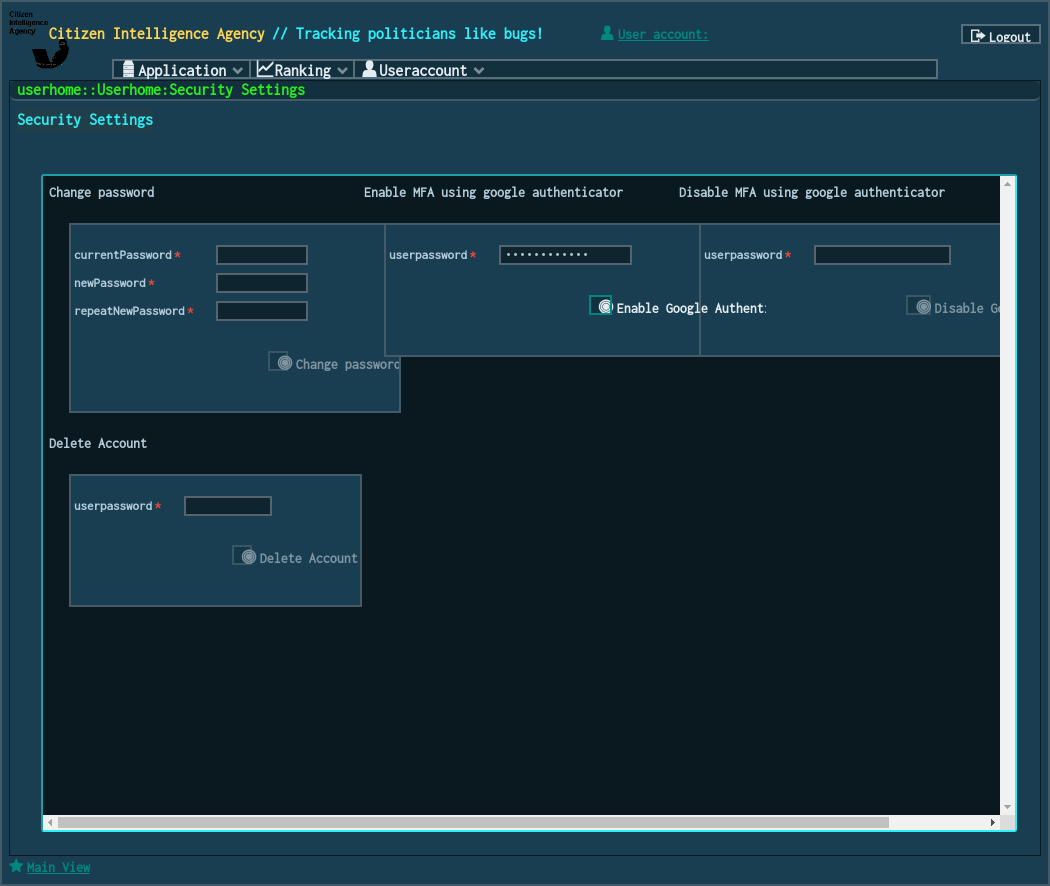 Citizen
Intelligence
Agency
Citizen Intelligence Agency // Tracking politicians like bugs!
User account:
Logout
Application Ranking Useraccount
userhome::Userhome:Security Settings
Security Settings
Change password Enable MFA using google authenticator Disable MFA using google authenticator
currentPassword* userpassword* •••••••••••• userpassword*
newPassword*
Enable Google Authent: Disable Go
repeatNewPassword*
Change password
Delete Account
userpassword*
Delete Account
Main View